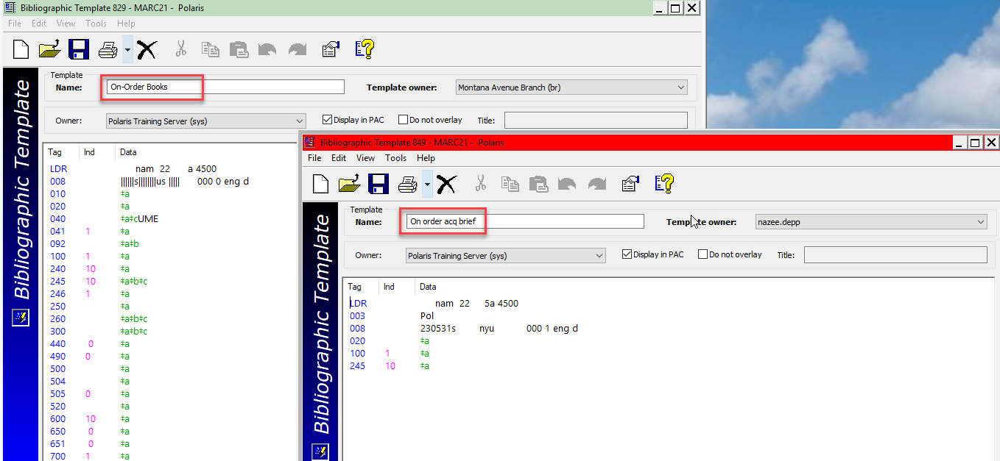 Bibliographic Template 829 - MARC21 - Polaris
File Edit View Tools Help
Template
Name: On-Order Books Template owner: Montana Avenue Branch (br)
Owner: Polaris Training Server (sys) Display in PAC Do not overlay Title:
Bibliographic Template
Tag Ind Data
LDR nam 22 a 4500
008 ||||||s||||||||us ||||| 000 0 eng d
010 ‡a
020 ‡a
040 ‡a‡cUME
041 1 ‡a
092 ‡a‡b
100 1 ‡a
240 10 ‡a
245 10 ‡a‡b‡c
246 1 ‡a
250 ‡a
260 ‡a‡b‡c
300 ‡a‡b‡c
440 0 ‡a
490 0 ‡a
500 ‡a
504 ‡a
505 0 ‡a
520 ‡a
600 10 ‡a
650 0 ‡a
651 0 ‡a
700 1 ‡a
Bibliographic Template 849 - MARC21 - Polaris
File Edit View Tools Help
Template
Name: On order acq brief Template owner: nazee.depp
Owner: Polaris Training Server (sys) Display in PAC Do not overlay Title:
Bibliographic Template
Tag Ind Data
LDR nam 22 5a 4500
003 Pol
008 230531s nyu 000 1 eng d
020 ‡a
100 1 ‡a
245 10 ‡a